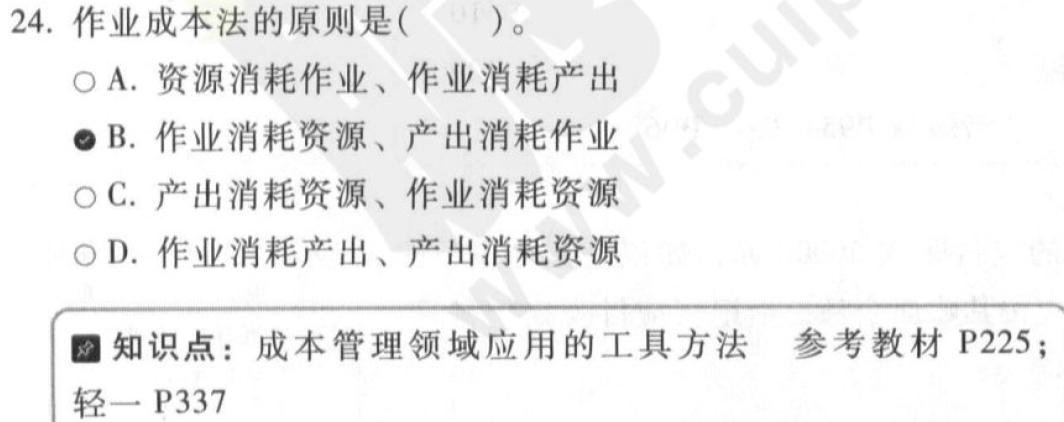 24. 作业成本法的原则是(  )。
A. 资源消耗作业、作业消耗产出
B. 作业消耗资源、产出消耗作业
C. 产出消耗资源、作业消耗资源
D. 作业消耗产出、产出消耗资源
知识点：成本管理领域应用的工具方法 参考教材 P225；
轻一 P337